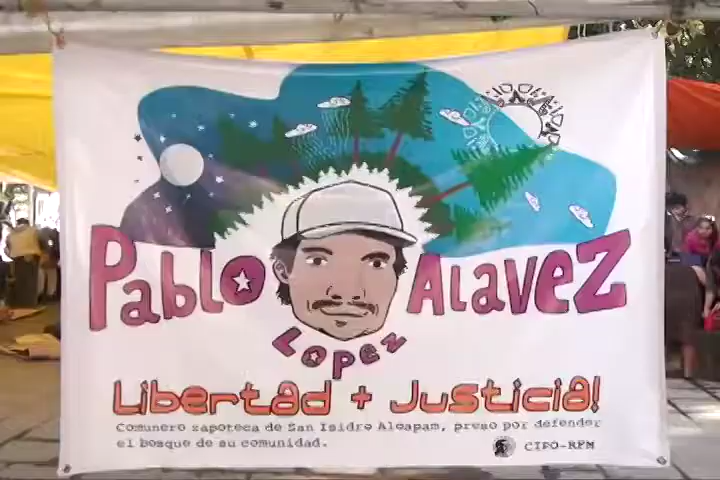 Pablo Alavez
Lopez
Libertad + Justicia!
Comunero zapoteca de San Isidro Aloapam, preso por defender
el bosque de su comunidad.
CIPO-RFM